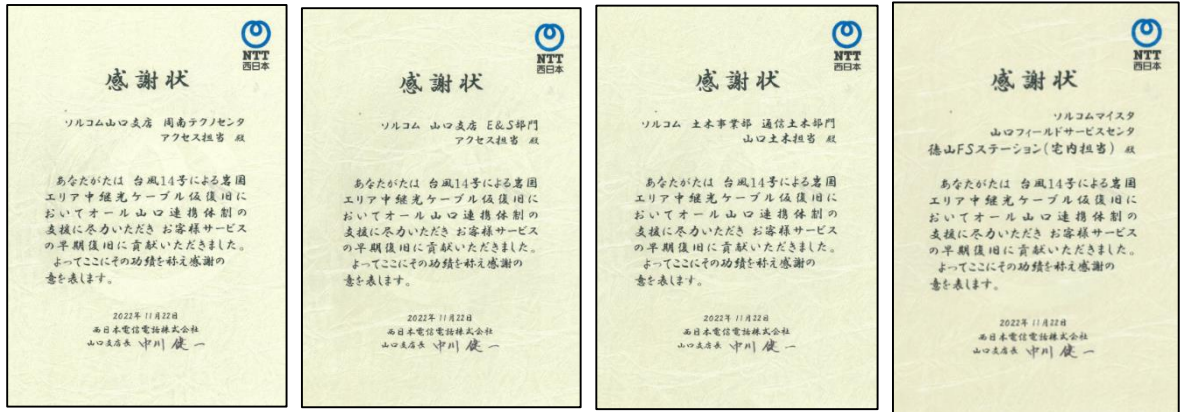 NTT
西日本
感謝状
ソルコム山口支店 周南テクノセンタ
アクセス担当 殿
あなたがたは 台風14号による岩国
エリア中継光ケーブル仮復旧に
おいてオール山口連携体制の
支援に尽力いただき お客様サービス
の早期復旧に貢献いただきました。
よってここにその功績を称え感謝の
意を表します。
2022年 11月22日
西日本電信電話株式会社
山口支店長 中川 健一
NTT
西日本
感謝状
ソルコム 山口支店 E&S部門
アクセス担当 殿
あなたがたは 台風14号による岩国
エリア中継光ケーブル仮復旧に
おいてオール山口連携体制の
支援に尽力いただき お客様サービス
の早期復旧に貢献いただきました。
よってここにその功績を称え感謝の
意を表します。
2022年 11月22日
西日本電信電話株式会社
山口支店長 中川 健一
NTT
西日本
感謝状
ソルコム 土木事業部 通信土木部門
山口土木担当 殿
あなたがたは 台風14号による岩国
エリア中継光ケーブル仮復旧に
おいてオール山口連携体制の
支援に尽力いただき お客様サービス
の早期復旧に貢献いただきました。
よってここにその功績を称え感謝の
意を表します。
2022年 11月22日
西日本電信電話株式会社
山口支店長 中川 健一
NTT
西日本
感謝状
ソルコムマイスタ
山口フィールドサービスセンタ
徳山FSステーション(宅内担当) 殿
あなたがたは 台風14号による岩国
エリア中継光ケーブル仮復旧に
おいてオール山口連携体制の
支援に尽力いただき お客様サービス
の早期復旧に貢献いただきました。
よってここにその功績を称え感謝の
意を表します。
2022年 11月22日
西日本電信電話株式会社
山口支店長 中川 健一